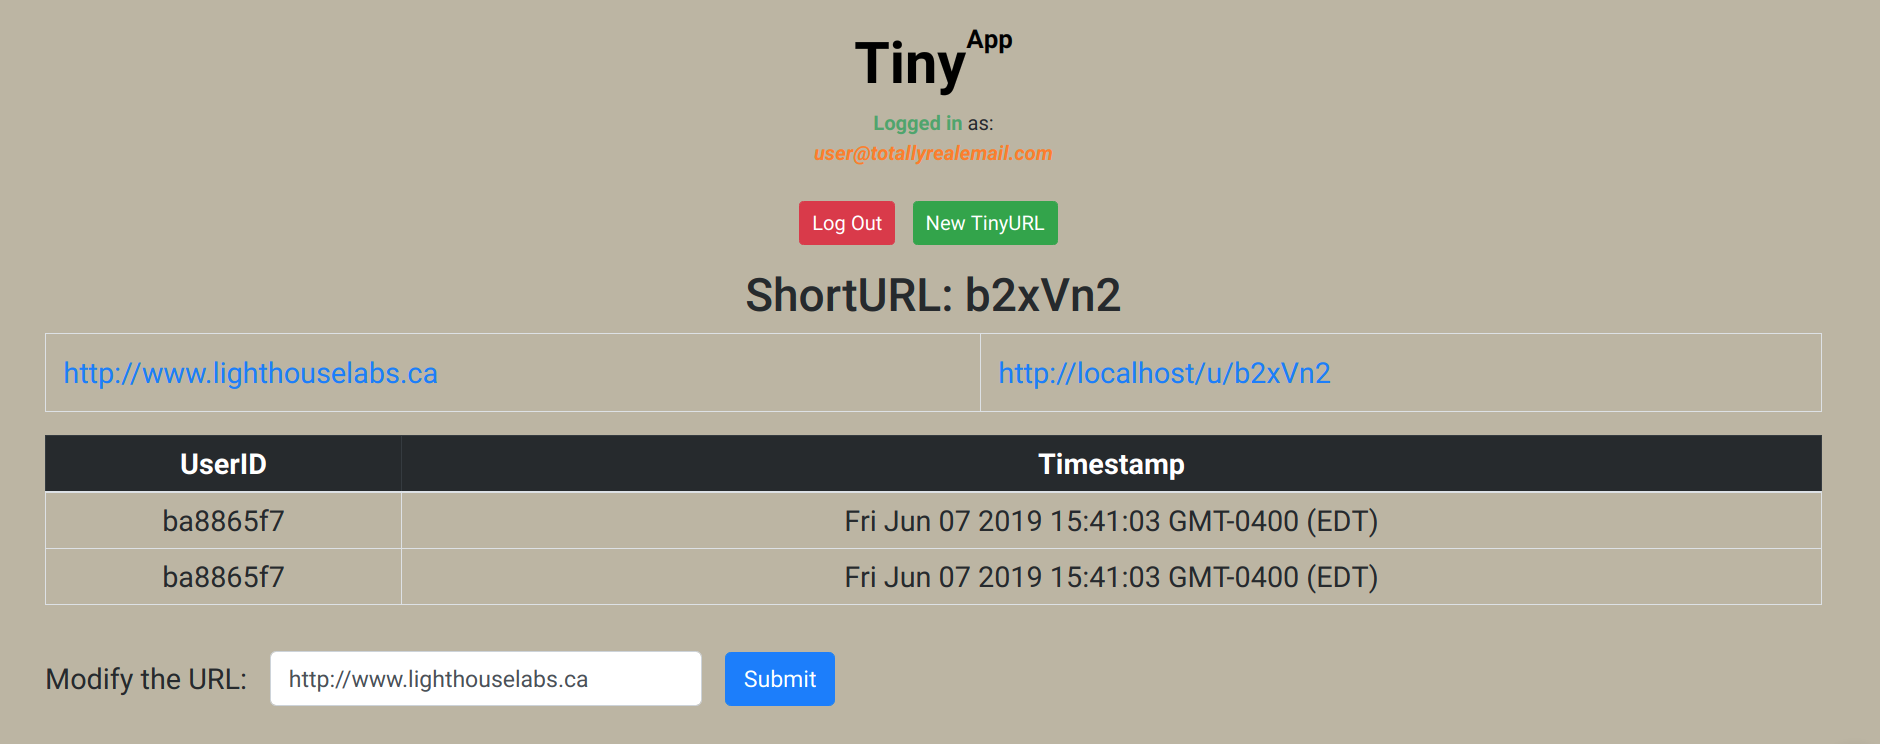 Tiny App
Logged in as:
user@totallyrealemail.com
Log Out New TinyURL
ShortURL: b2xVn2
http://www.lighthouselabs.ca http://localhost/u/b2xVn2
UserID Timestamp
ba8865f7 Fri Jun 07 2019 15:41:03 GMT-0400 (EDT)
ba8865f7 Fri Jun 07 2019 15:41:03 GMT-0400 (EDT)
Modify the URL: http://www.lighthouselabs.ca Submit